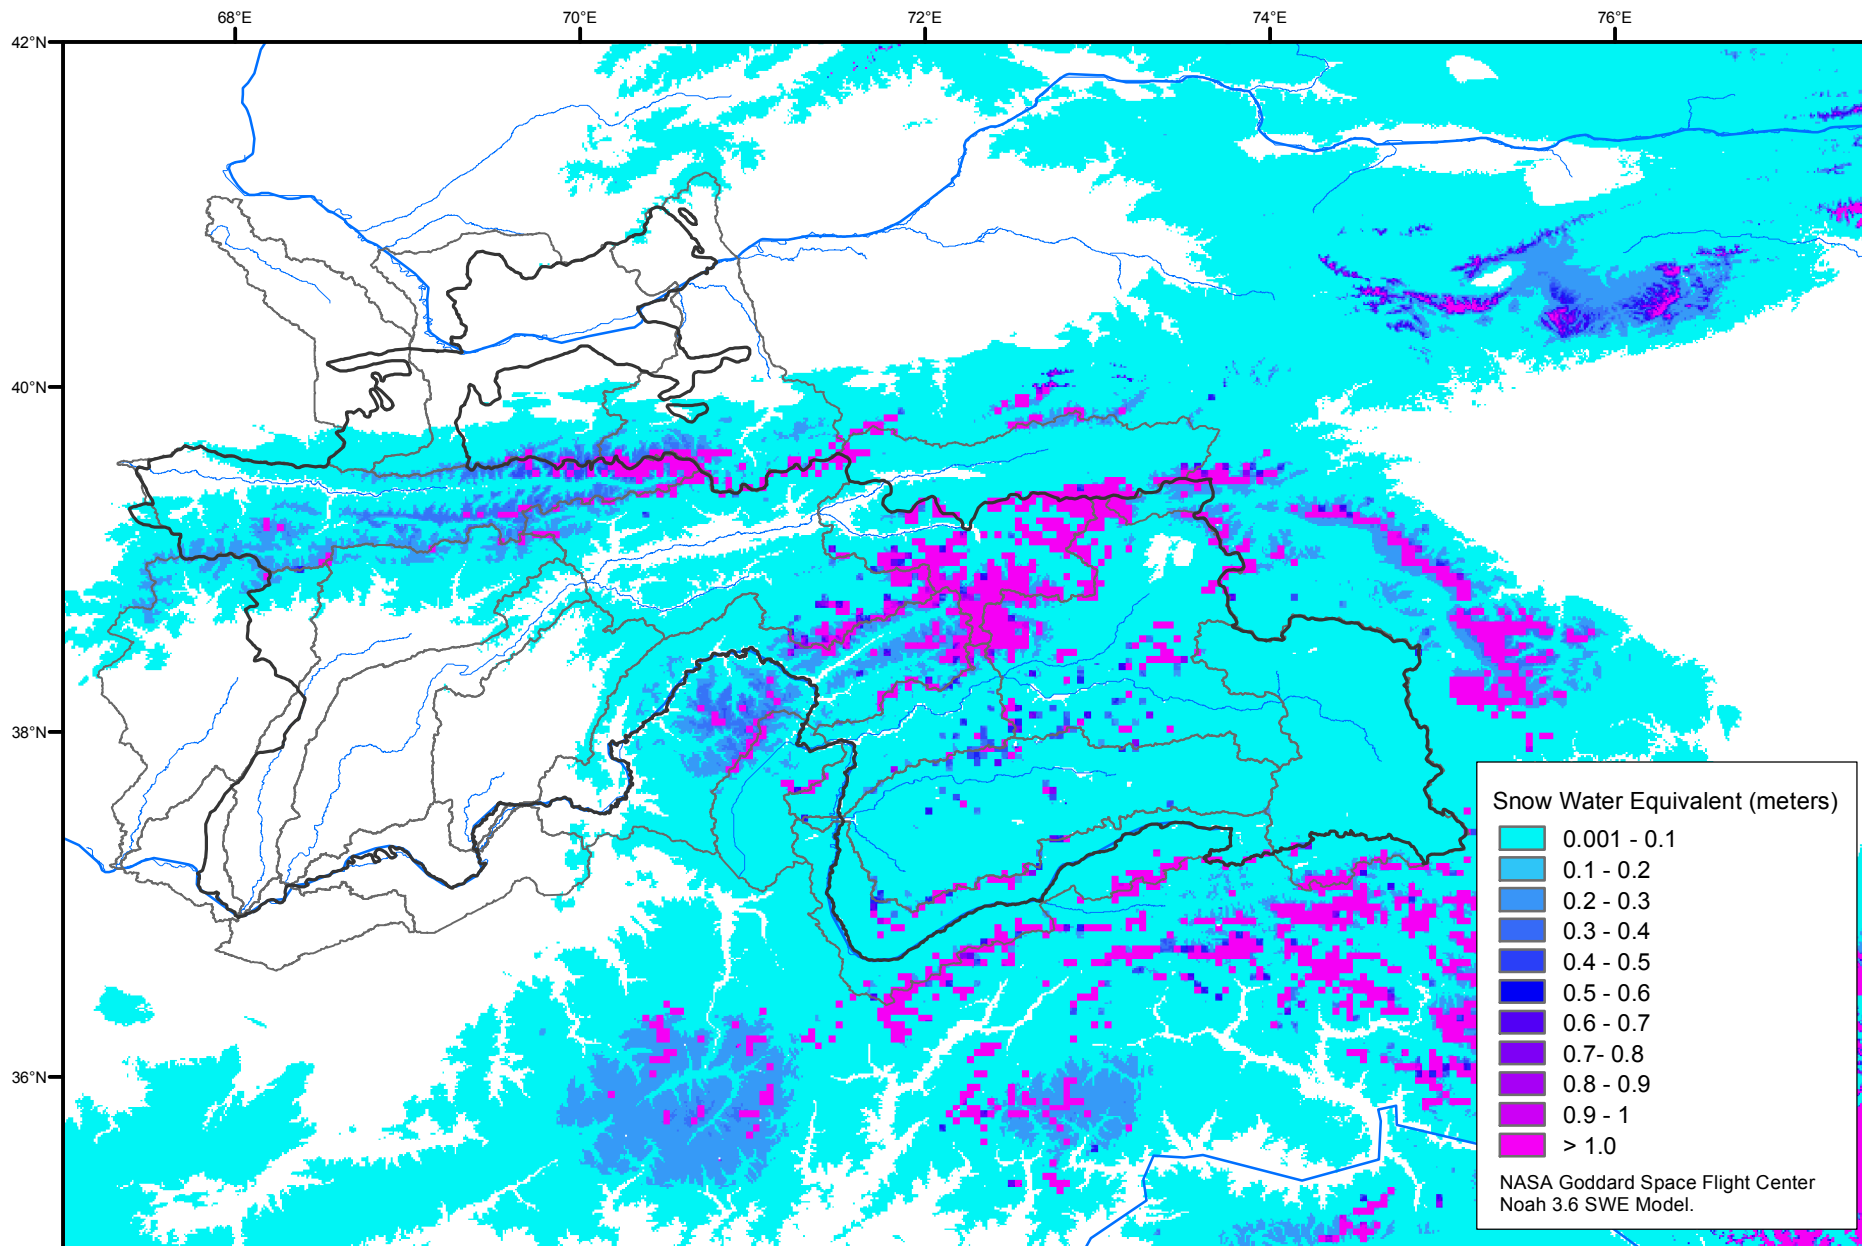 68°E
70°E
72°E
74°E
76°E
42°N
40°N
38°N
36°N
Snow Water Equivalent (meters)
0.001 - 0.1
0.1 - 0.2
0.2 - 0.3
0.3 - 0.4
0.4 - 0.5
0.5 - 0.6
0.6 - 0.7
0.7- 0.8
0.8 - 0.9
0.9 - 1
> 1.0
NASA Goddard Space Flight Center
Noah 3.6 SWE Model.